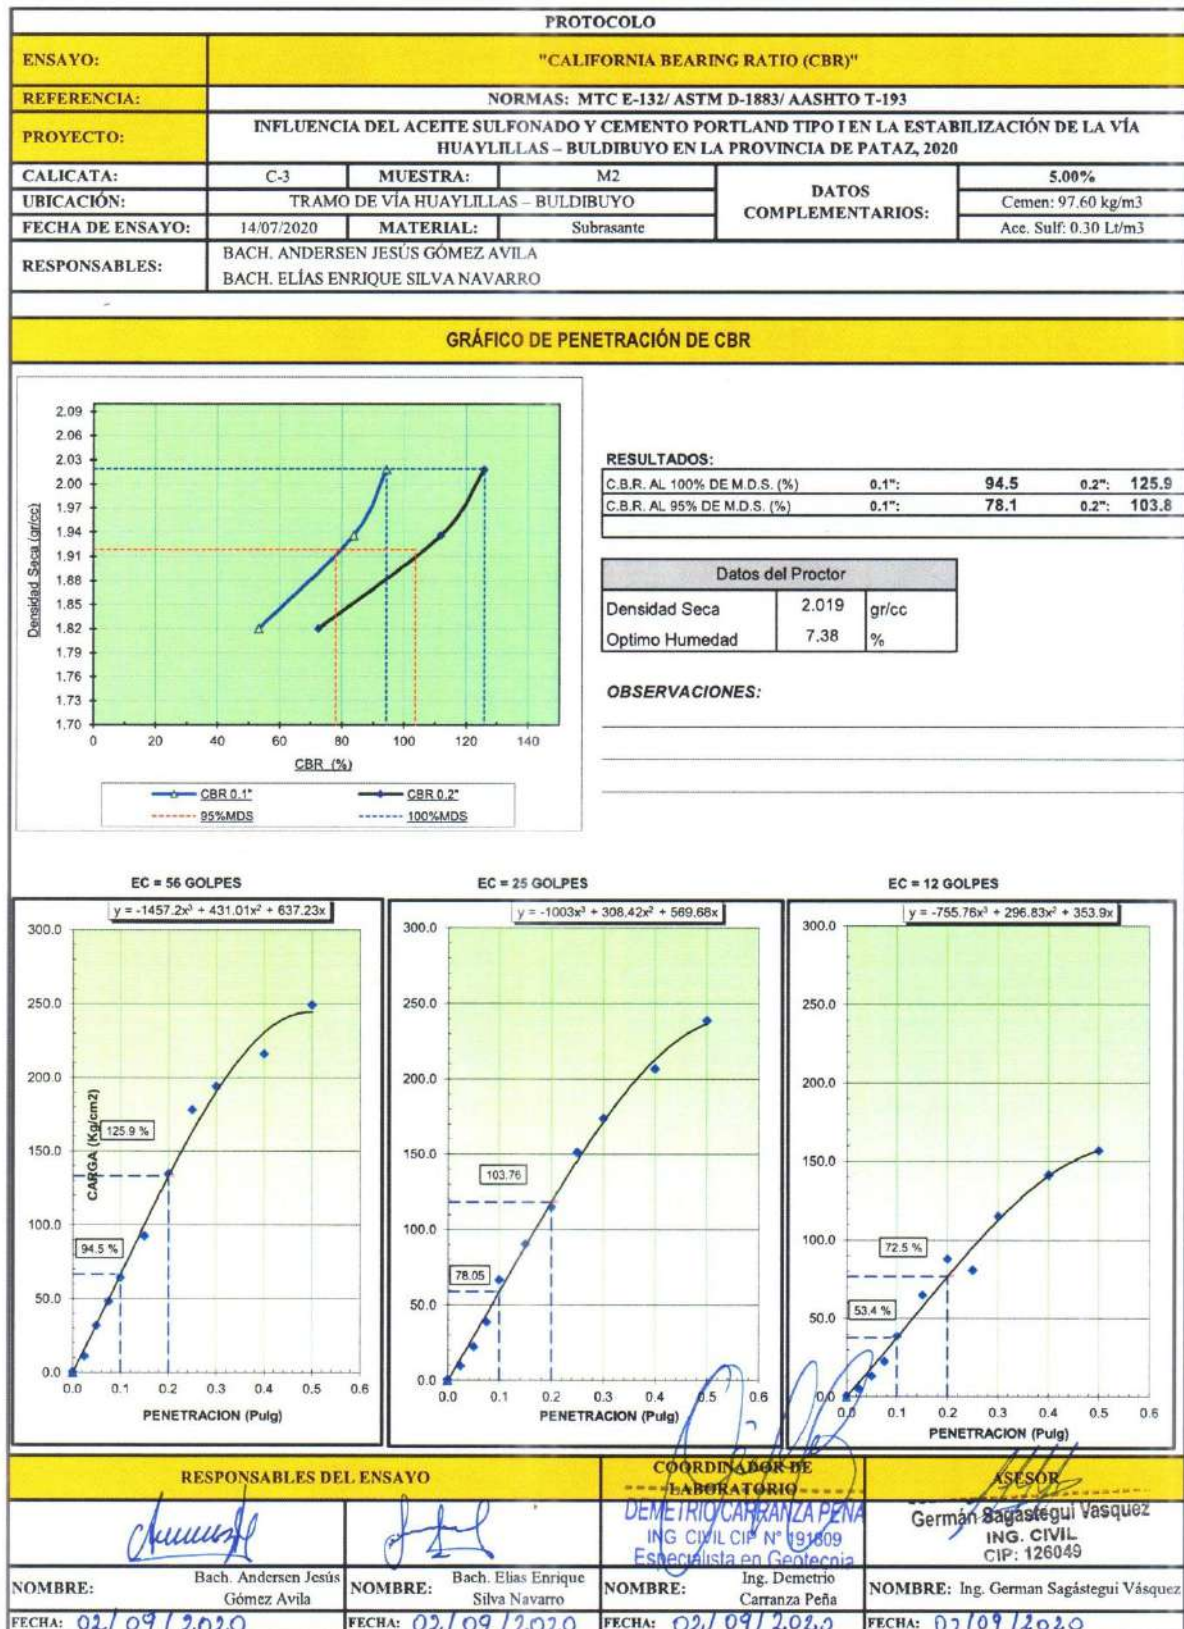 PROTOCOLO
ENSAYO: "CALIFORNIA BEARING RATIO (CBR)"
REFERENCIA: NORMAS: MTC E-132/ ASTM D-1883/ AASHTO T-193
PROYECTO: INFLUENCIA DEL ACEITE SULFONADO Y CEMENTO PORTLAND TIPO I EN LA ESTABILIZACIÓN DE LA VÍA
HUAYLILLAS – BULDIBUYO EN LA PROVINCIA DE PATAZ, 2020
CALICATA: C-3 MUESTRA: M2 DATOS COMPLEMENTARIOS: 5.00%
UBICACIÓN: TRAMO DE VÍA HUAYLILLAS – BULDIBUYO Cemen: 97.60 kg/m3
FECHA DE ENSAYO: 14/07/2020 MATERIAL: Subrasante Ace. Sulf: 0.30 Lt/m3
RESPONSABLES: BACH. ANDERSEN JESÚS GÓMEZ AVILA
BACH. ELÍAS ENRIQUE SILVA NAVARRO
GRÁFICO DE PENETRACIÓN DE CBR
Densidad Seca (gr/cc)
2.09
2.06
2.03
2.00
1.97
1.94
1.91
1.88
1.85
1.82
1.79
1.76
1.73
1.70
0 20 40 60 80 100 120 140
CBR (%)
CBR 0.1" CBR 0.2"
95%MDS 100%MDS
RESULTADOS:
C.B.R. AL 100% DE M.D.S. (%) 0.1": 94.5 0.2": 125.9
C.B.R. AL 95% DE M.D.S. (%) 0.1": 78.1 0.2": 103.8
Datos del Proctor
Densidad Seca 2.019 gr/cc
Optimo Humedad 7.38 %
OBSERVACIONES:
EC = 56 GOLPES
y = -1457.2x³ + 431.01x² + 637.23x
CARGA (Kg/cm2)
300.0
250.0
200.0
150.0
100.0
50.0
0.0
125.9 %
94.5 %
0.0 0.1 0.2 0.3 0.4 0.5 0.6
PENETRACION (Pulg)
EC = 25 GOLPES
y = -1003x³ + 308.42x² + 569.68x
300.0
250.0
200.0
150.0
100.0
50.0
0.0
103.76
78.05
0.0 0.1 0.2 0.3 0.4 0.5 0.6
PENETRACION (Pulg)
EC = 12 GOLPES
y = -755.76x³ + 296.83x² + 353.9x
300.0
250.0
200.0
150.0
100.0
50.0
0.0
72.5 %
53.4 %
0.0 0.1 0.2 0.3 0.4 0.5 0.6
PENETRACION (Pulg)
RESPONSABLES DEL ENSAYO
COORDINADOR DE
LABORATORIO
ASESOR
DEMETRIO CARRANZA PEÑA
ING CIVIL CIP N° 191809
Especialista en Geotecnia
Germán Sagástegui Vasquez
ING. CIVIL
CIP: 126049
NOMBRE: Bach. Andersen Jesús
Gómez Avila
NOMBRE: Bach. Elias Enrique
Silva Navarro
NOMBRE: Ing. Demetrio
Carranza Peña
NOMBRE: Ing. German Sagástegui Vásquez
FECHA: 02/09/2020
FECHA: 02/09/2020
FECHA: 02/09/2020
FECHA: 02/09/2020